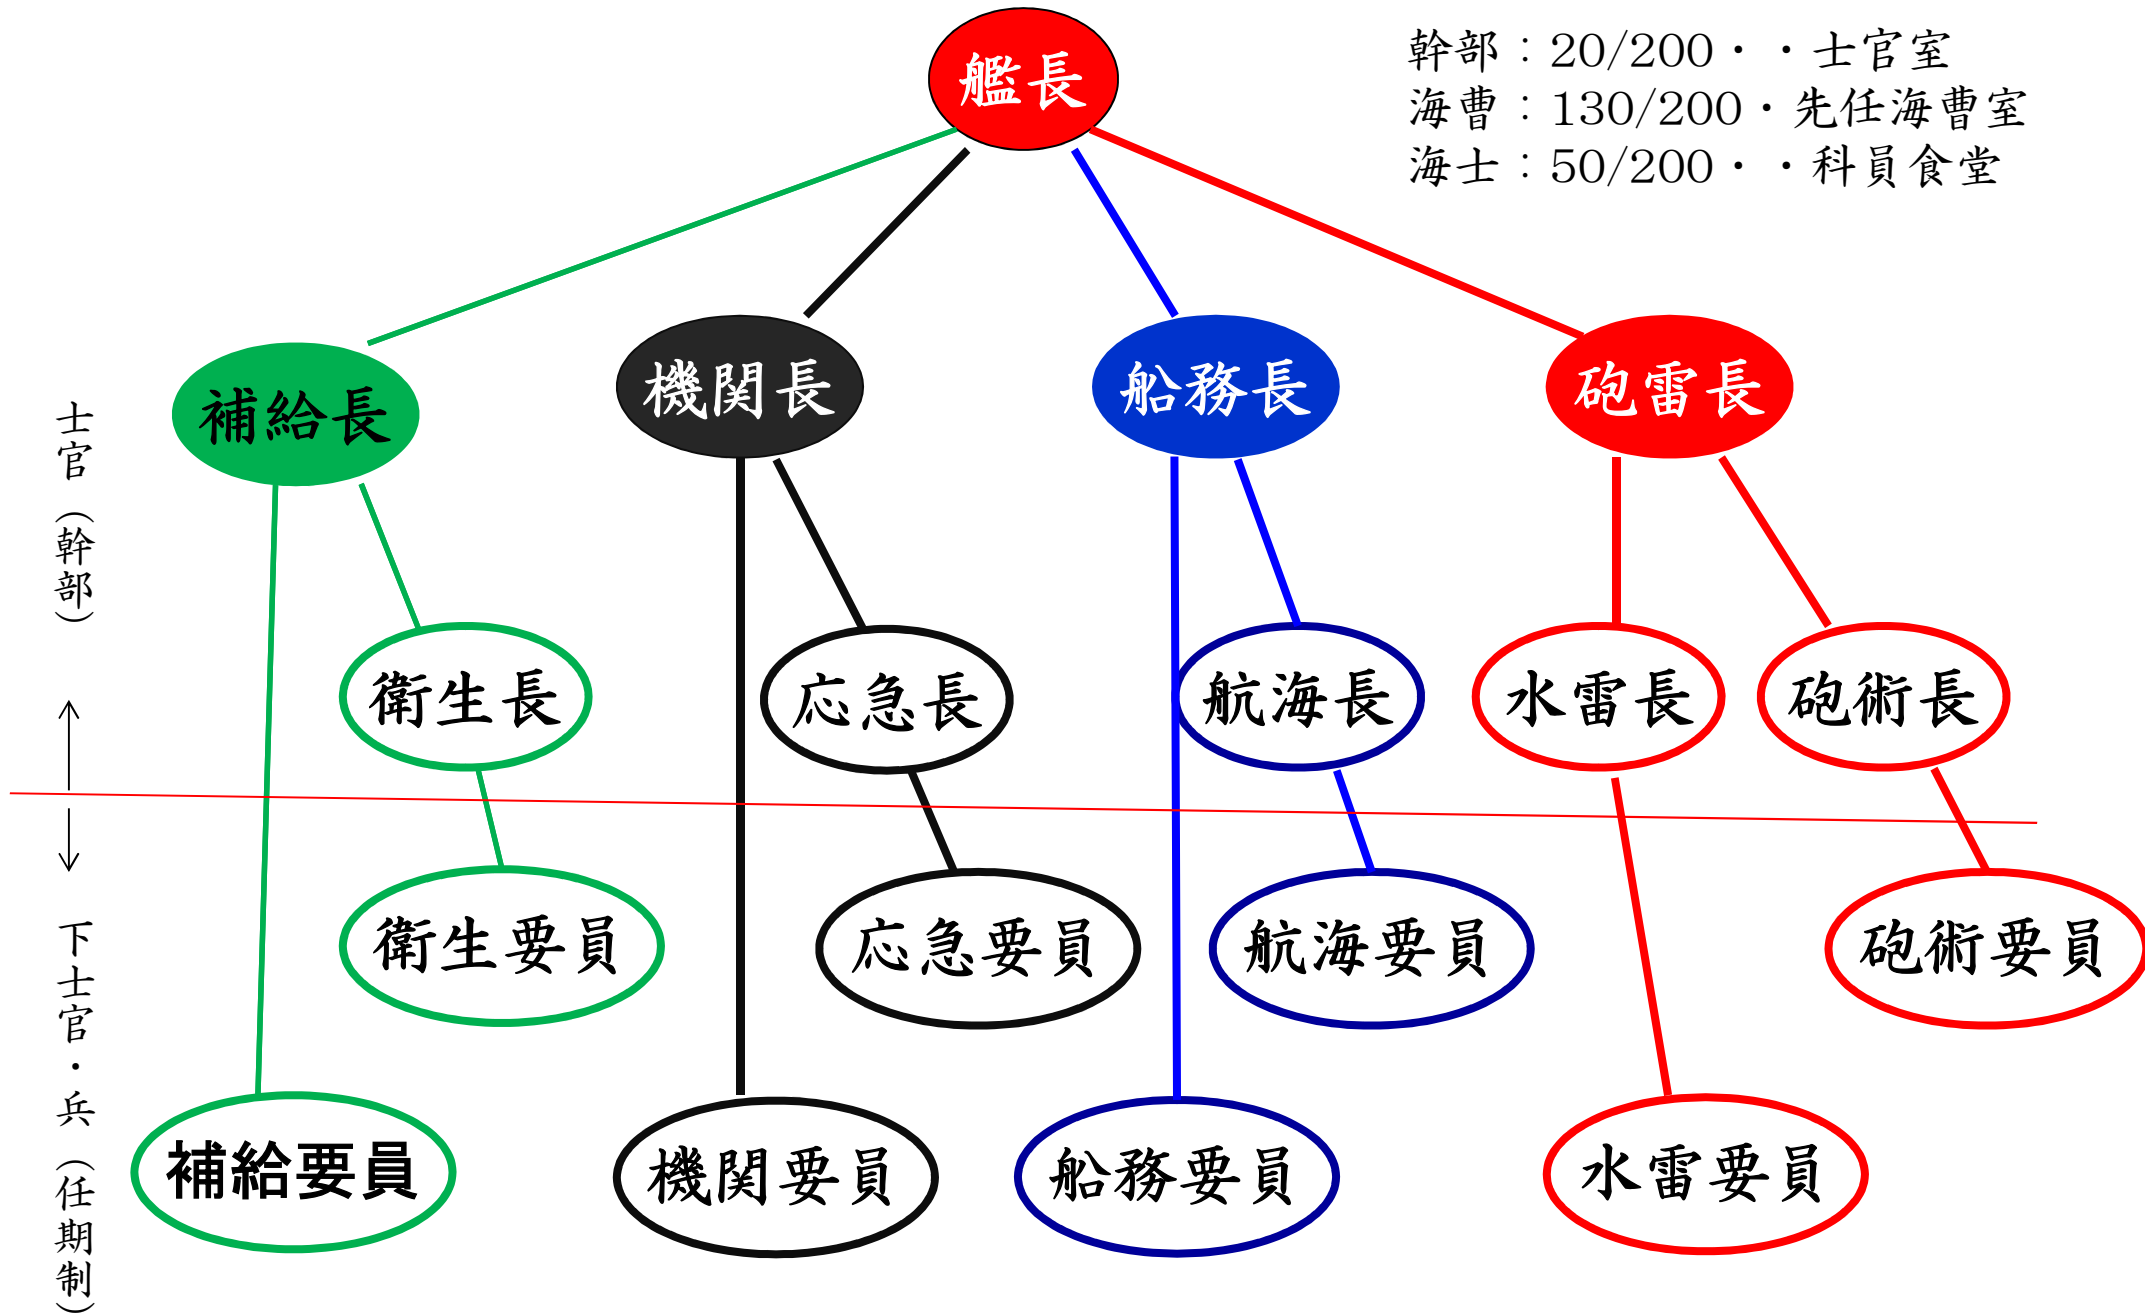 艦長
幹部：20/200・・士官室
海曹：130/200・先任海曹室
海士：50/200・・科員食堂
補給長
機関長
船務長
砲雷長
士官（幹部）
衛生長
応急長
航海長
水雷長
砲術長
下士官・兵（任期制）
衛生要員
応急要員
航海要員
砲術要員
補給要員
機関要員
船務要員
水雷要員